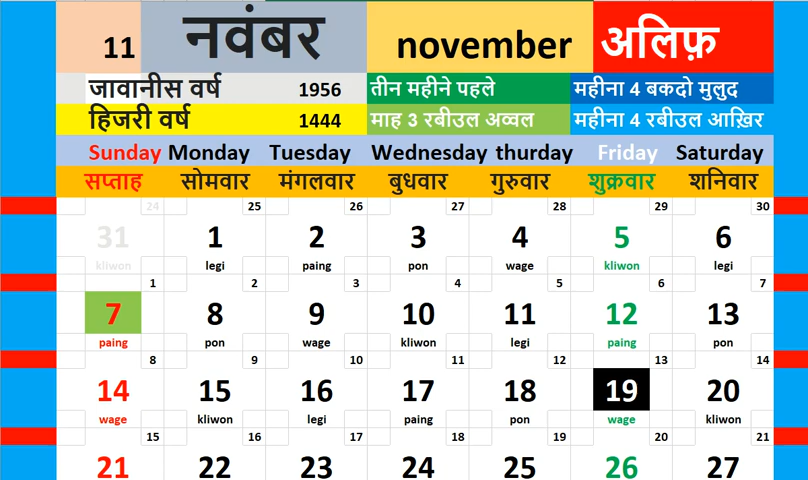 11 नवंबर november अलिफ़
जावानीस वर्ष 1956 तीन महीने पहले महीना 4 बकदो मुलुद
हिजरी वर्ष 1444 माह 3 रबीउल अव्वल महीना 4 रबीउल आख़िर
Sunday Monday Tuesday Wednesday thurday Friday Saturday
सप्ताह सोमवार मंगलवार बुधवार गुरुवार शुक्रवार शनिवार
24 25 26 27 28 29 30
31 1 2 3 4 5 6
kliwon legi paing pon wage kliwon legi
1 2 3 4 5 6 7
7 8 9 10 11 12 13
paing pon wage kliwon legi paing pon
8 9 10 11 12 13 14
14 15 16 17 18 19 20
wage kliwon legi paing pon wage kliwon
15 16 17 18 19 20 21
21 22 23 24 25 26 27